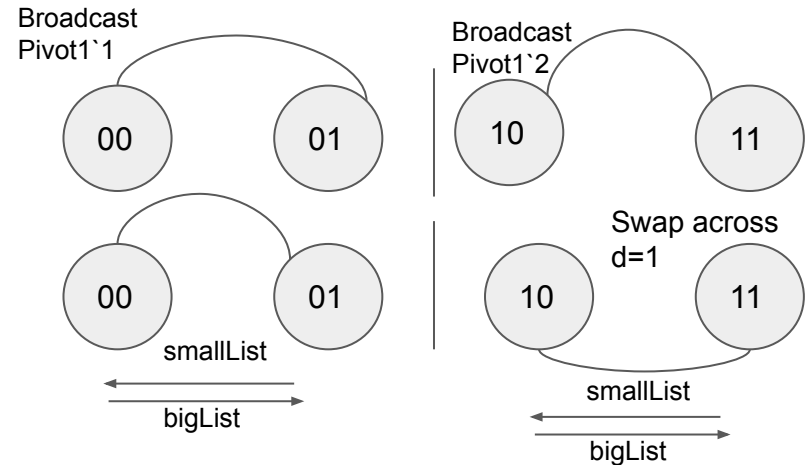 Broadcast
Pivot1`1
Broadcast
Pivot1`2
00
01
10
11
Swap across
d=1
00
01
10
11
smallList
bigList
smallList
bigList